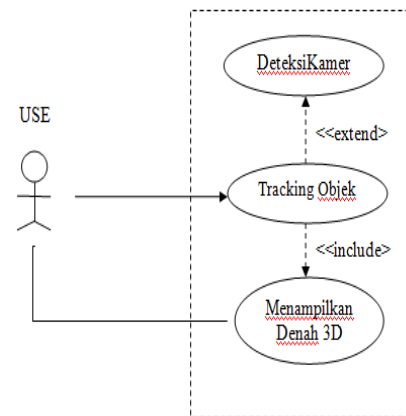 DeteksiKamer
USE
<<extend>
Tracking Objek
<<include>
Menampilkan
Denah 3D